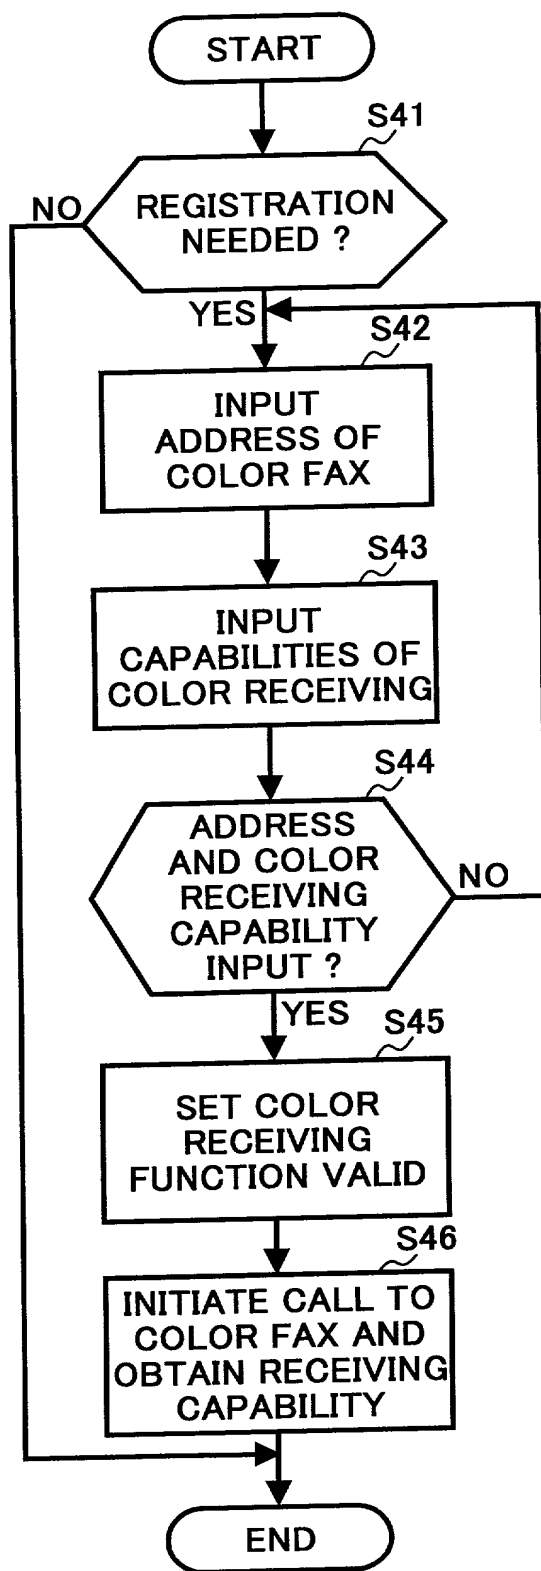 START
S41
REGISTRATION
NEEDED ?
NO
YES
S42
INPUT
ADDRESS OF
COLOR FAX
S43
INPUT
CAPABILITIES OF
COLOR RECEIVING
S44
ADDRESS
AND COLOR
RECEIVING
CAPABILITY
INPUT ?
NO
YES
S45
SET COLOR
RECEIVING
FUNCTION VALID
S46
INITIATE CALL TO
COLOR FAX AND
OBTAIN RECEIVING
CAPABILITY
END